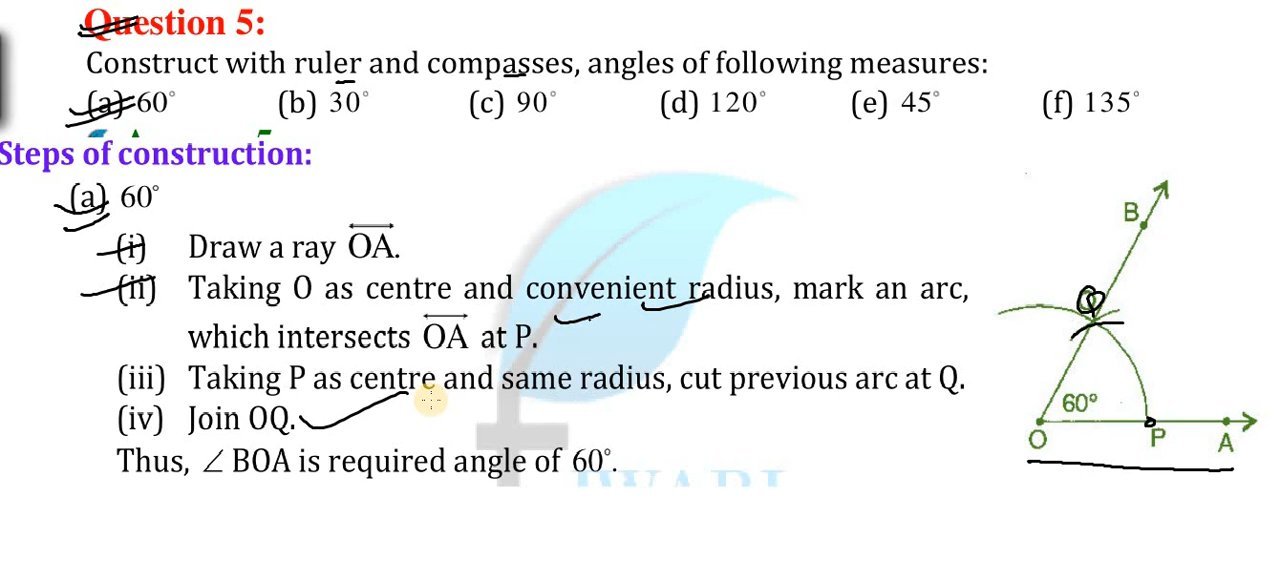 Question 5:
Construct with ruler and compasses, angles of following measures:
(a) 60° (b) 30° (c) 90° (d) 120° (e) 45° (f) 135°
Steps of construction:
(a) 60°
(i) Draw a ray OA.
(ii) Taking O as centre and convenient radius, mark an arc,
which intersects OA at P.
(iii) Taking P as centre and same radius, cut previous arc at Q.
(iv) Join OQ.
Thus, ∠ BOA is required angle of 60°.
B
Q
60°
O P A